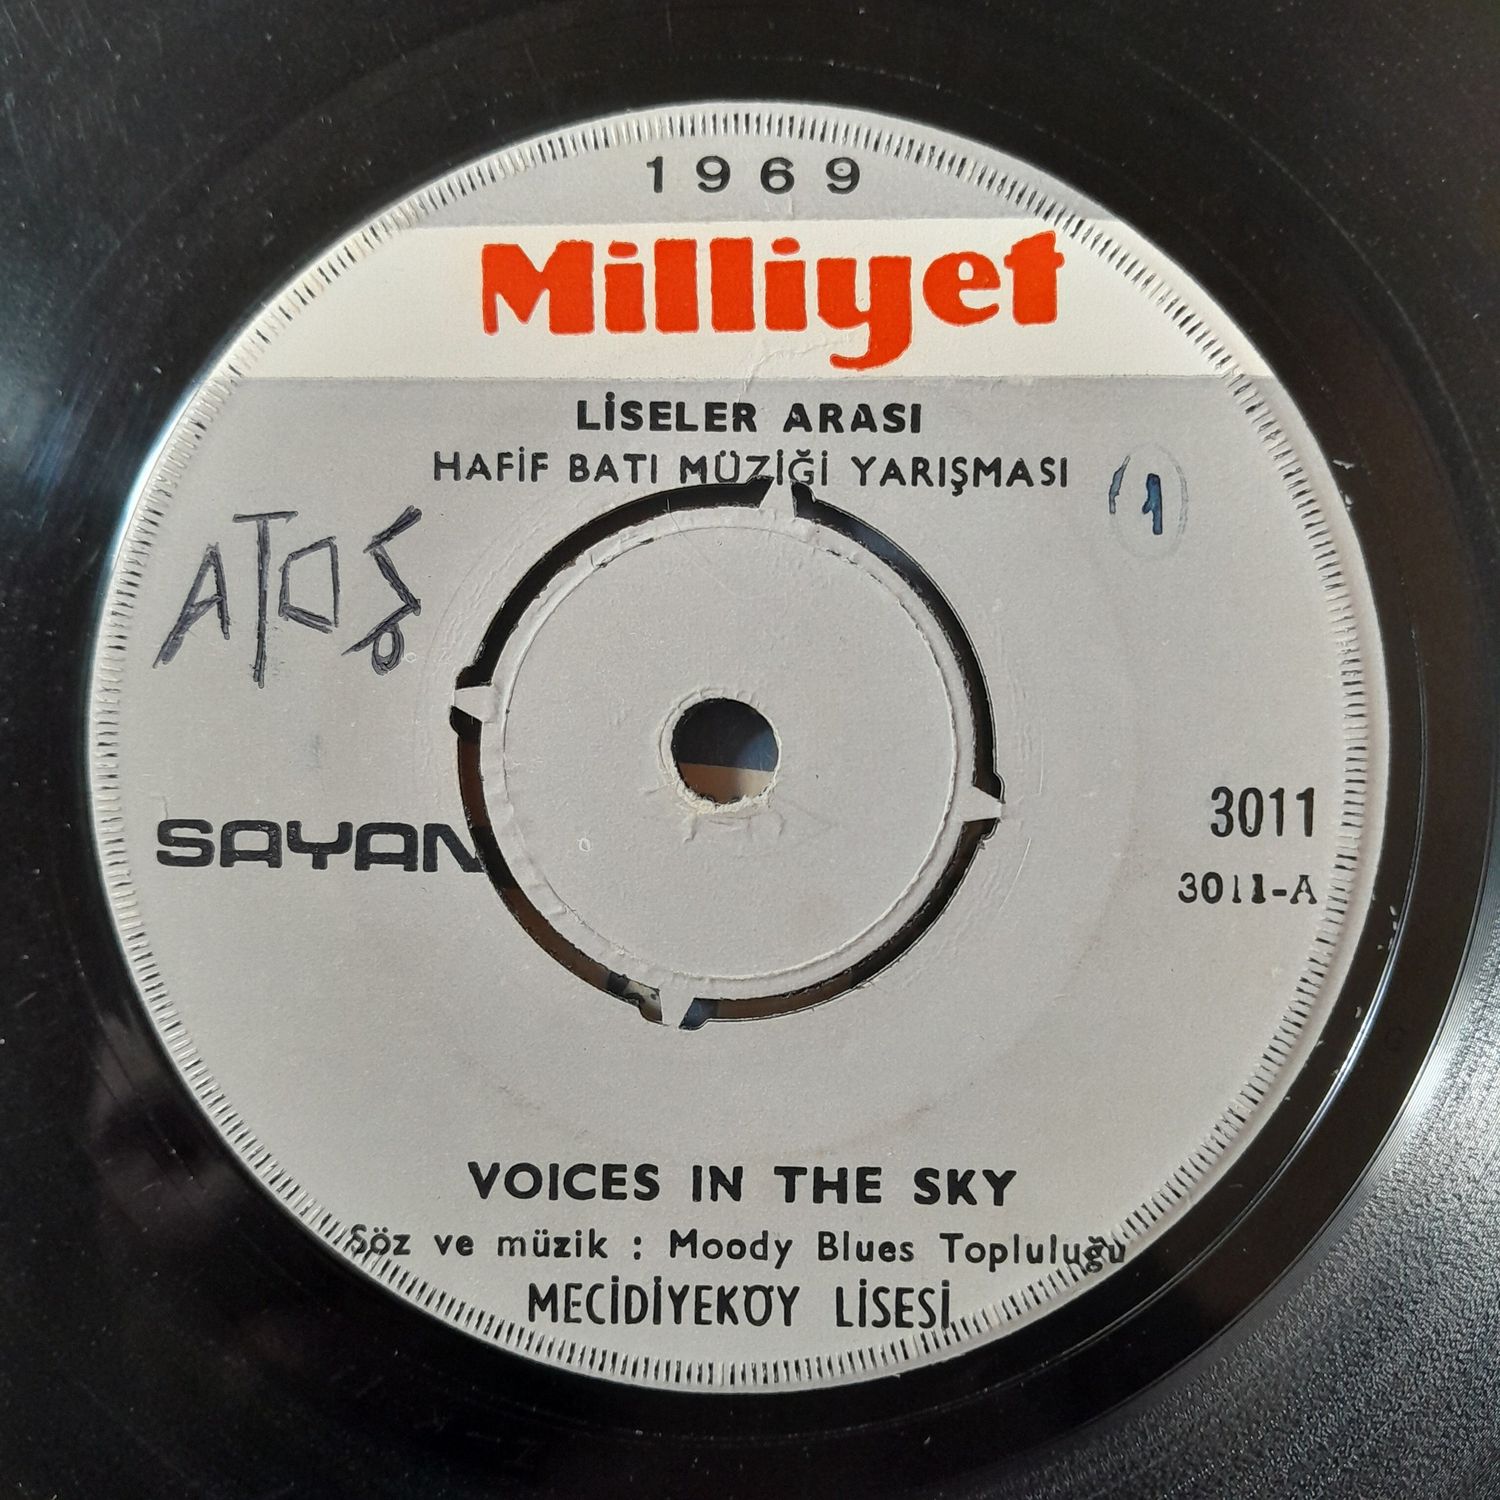 1969
Milliyet
LİSELER ARASI
HAFİF BATI MÜZİĞİ YARIŞMASI
1
ATOŞ
SAYAN
3011
3011-A
VOICES IN THE SKY
Söz ve müzik : Moody Blues Topluluğu
MECİDİYEKÖY LİSESİ